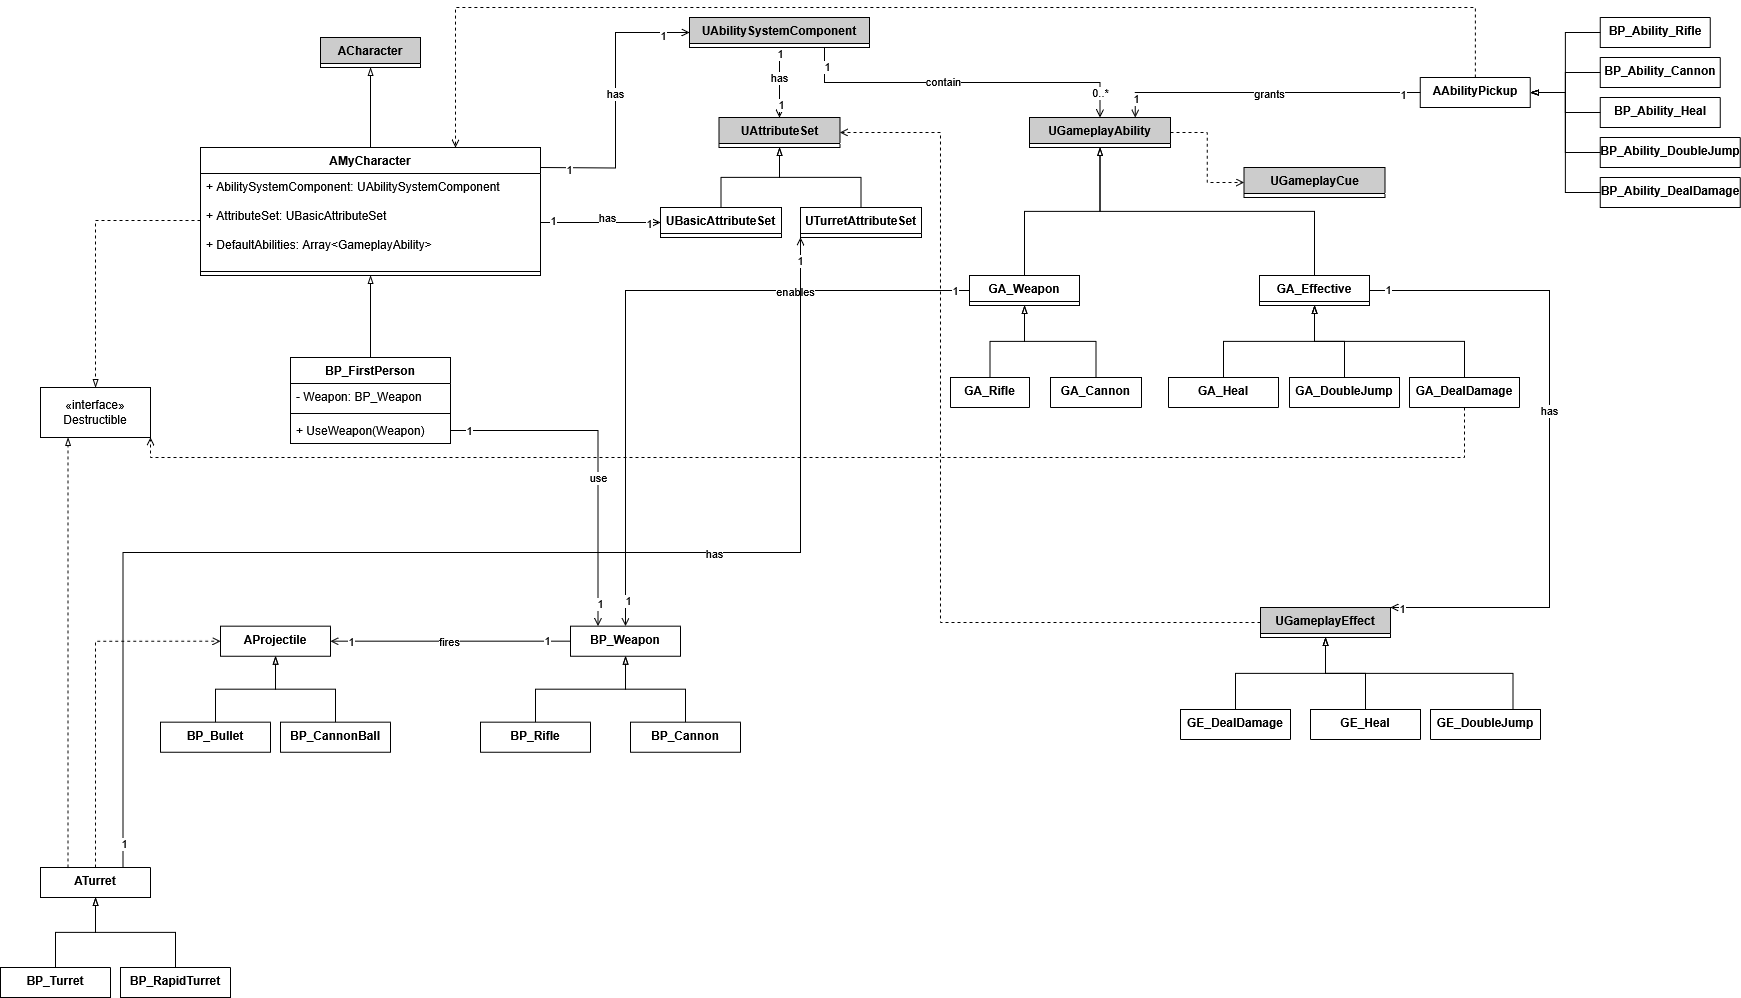 UAbilitySystemComponent
BP_Ability_Rifle
1
ACharacter
1
has
1
BP_Ability_Cannon
has
contain
AAbilityPickup
0..*
1
grants
1
1
BP_Ability_Heal
UAttributeSet
UGameplayAbility
BP_Ability_DoubleJump
AMyCharacter
1
UGameplayCue
BP_Ability_DealDamage
+ AbilitySystemComponent: UAbilitySystemComponent
+ AttributeSet: UBasicAttributeSet
+ DefaultAbilities: Array<GameplayAbility>
1
has
1
UBasicAttributeSet
UTurretAttributeSet
1
enables
1
GA_Weapon
GA_Effective
1
BP_FirstPerson
- Weapon: BP_Weapon
+ UseWeapon(Weapon)
1
GA_Rifle
GA_Cannon
GA_Heal
GA_DoubleJump
GA_DealDamage
«interface»
Destructible
has
use
has
1
1
1
UGameplayEffect
AProjectile
1
fires
1
BP_Weapon
BP_Bullet
BP_CannonBall
BP_Rifle
BP_Cannon
GE_DealDamage
GE_Heal
GE_DoubleJump
1
ATurret
BP_Turret
BP_RapidTurret